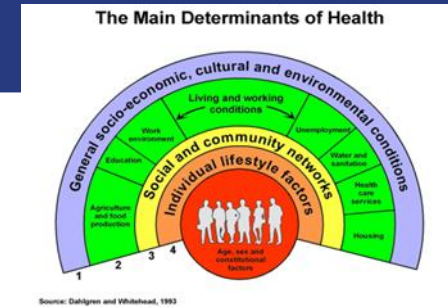 The Main Determinants of Health
General socio-economic, cultural and environmental conditions
Living and working
conditions
Work
environment
Unemployment
Education
Water and
sanitation
Agriculture
and food
production
Health
care
services
Housing
Social and community networks
Individual lifestyle factors
Age, sex and
constitutional
factors
1
2
3
4
Source: Dahlgren and Whitehead, 1993